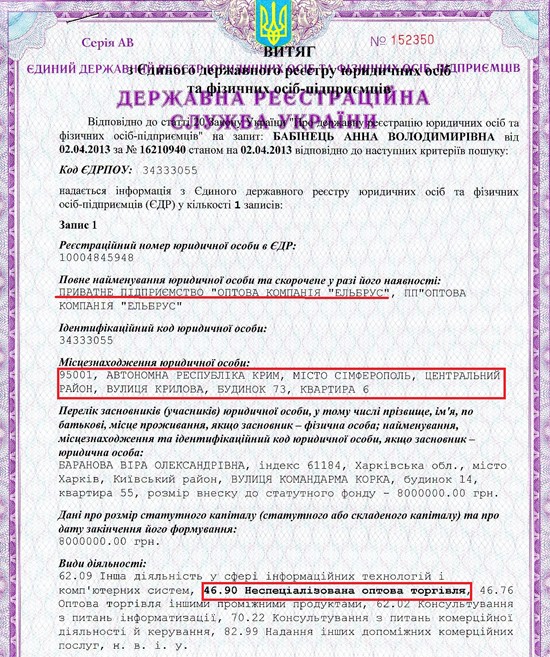 ВИТЯГ
Серія АВ
№ 152350
ЄДИНИЙ ДЕРЖАВНИЙ РЕЄСТР ЮРИДИЧНИХ ОСІБ ТА ФІЗИЧНИХ ОСІБ-ПІДПРИЄМЦІВ
з Єдиного державного реєстру юридичних осіб
та фізичних осіб-підприємців
ДЕРЖАВНА РЕЄСТРАЦІЙНА
СЛУЖБА УКРАЇНИ
Відповідно до статті 20 Закону України "Про державну реєстрацію юридичних осіб та
фізичних осіб-підприємців" на запит: БАБІНЕЦЬ АННА ВОЛОДИМИРІВНА від
02.04.2013 за № 16210940 станом на 02.04.2013 відповідно до наступних критеріїв пошуку:
Код ЄДРПОУ: 34333055
надається інформація з Єдиного державного реєстру юридичних осіб та фізичних
осіб-підприємців (ЄДР) у кількості 1 записів:
Запис 1
Реєстраційний номер юридичної особи в ЄДР:
10004845948
Повне найменування юридичної особи та скорочене у разі його наявності:
ПРИВАТНЕ ПІДПРИЄМСТВО "ОПТОВА КОМПАНІЯ "ЕЛЬБРУС", ПП"ОПТОВА
КОМПАНІЯ "ЕЛЬБРУС"
Ідентифікаційний код юридичної особи:
34333055
Місцезнаходження юридичної особи:
95001, АВТОНОМНА РЕСПУБЛІКА КРИМ, МІСТО СІМФЕРОПОЛЬ, ЦЕНТРАЛЬНИЙ
РАЙОН, ВУЛИЦЯ КРИЛОВА, БУДИНОК 73, КВАРТИРА 6
Перелік засновників (учасників) юридичної особи, у тому числі прізвище, ім'я, по
батькові, місце проживання, якщо засновник – фізична особа; найменування,
місцезнаходження та ідентифікаційний код юридичної особи, якщо засновник –
юридична особа:
БАРАНОВА ВІРА ОЛЕКСАНДРІВНА, індекс 61184, Харківська обл., місто
Харків, Київський район, ВУЛИЦЯ КОМАНДАРМА КОРКА, будинок 14,
квартира 55, розмір внеску до статутного фонду - 8000000.00 грн.
Дані про розмір статутного капіталу (статутного або складеного капіталу) та про
дату закінчення його формування:
8000000.00 грн.
Види діяльності:
62.09 Інша діяльність у сфері інформаційних технологій і
комп'ютерних систем, 46.90 Неспеціалізована оптова торгівля, 46.76
Оптова торгівля іншими проміжними продуктами, 62.02 Консультування
з питань інформатизації, 70.22 Консультування з питань комерційної
діяльності й керування, 82.99 Надання інших допоміжних комерційних
послуг, н. в. і. у.